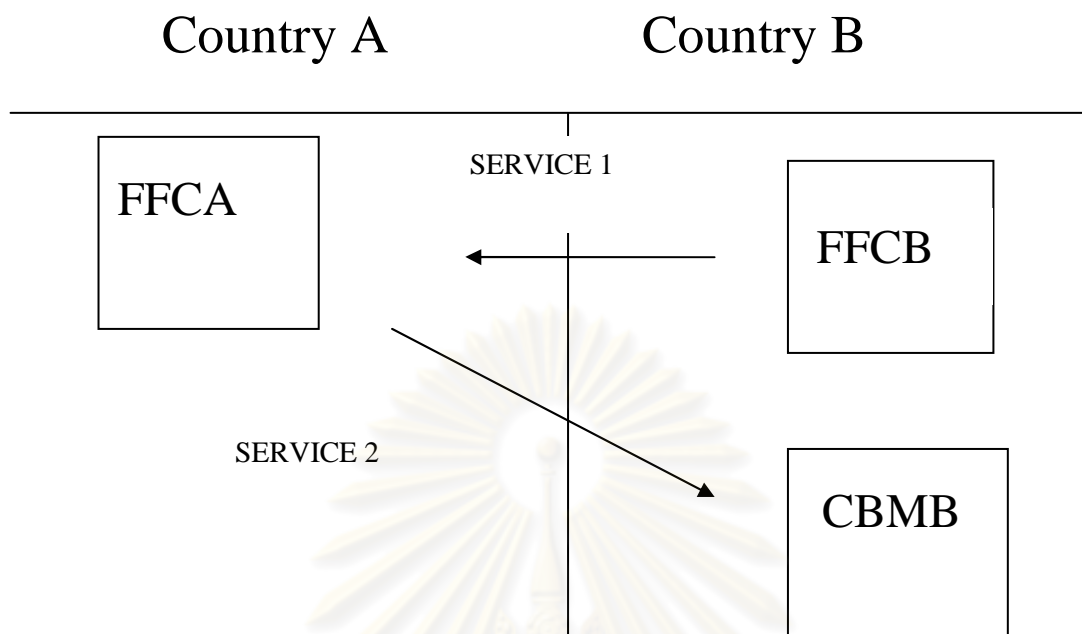 Country A
Country B
SERVICE 1
FFCA
FFCB
SERVICE 2
CBMB